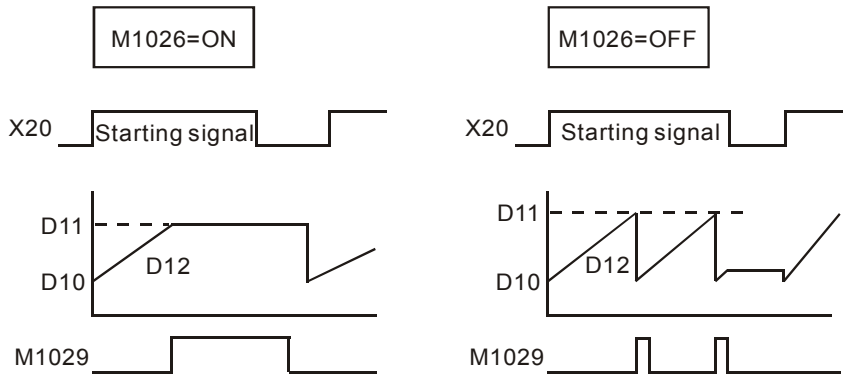 M1026=ON
X20
Starting signal
D11
D12
D10
M1029
M1026=OFF
X20
Starting signal
D11
D12
D10
M1029